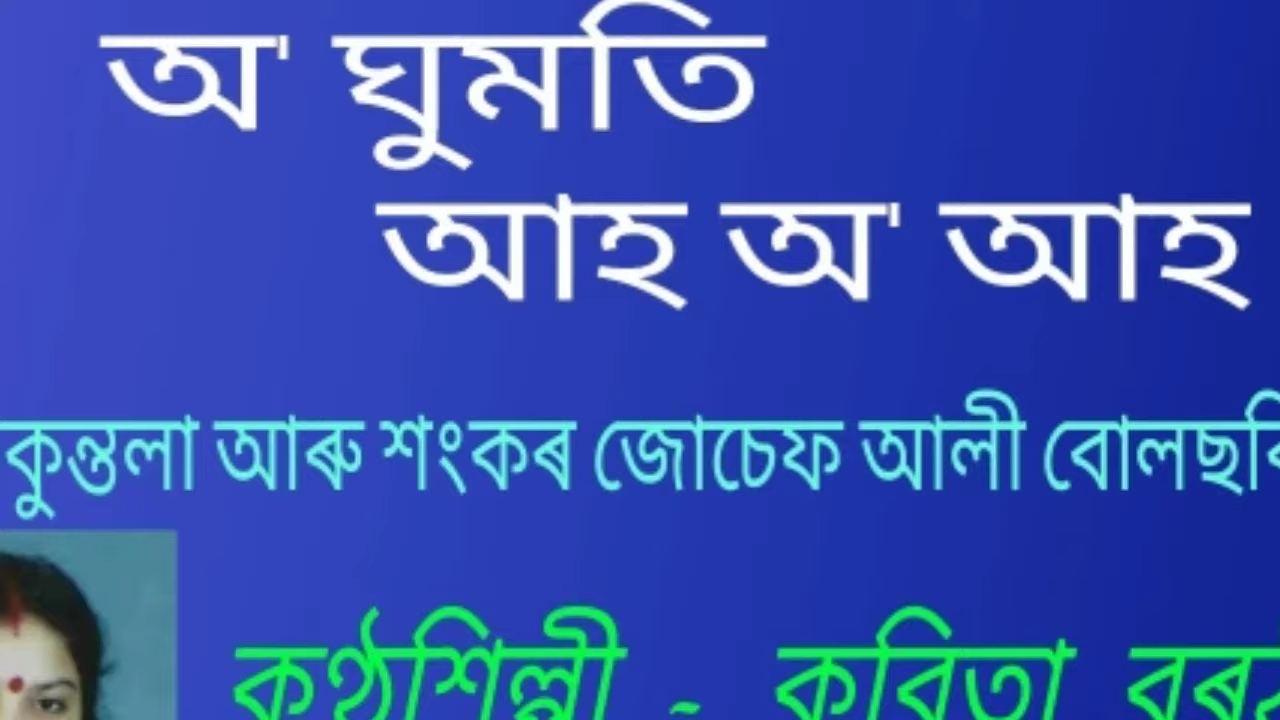 অ' ঘুমতি
আহ অ' আহ
কুন্তলা আৰু শংকৰ জোচেফ আলী বোলছবি
কণ্ঠশিল্পী - কবিতা